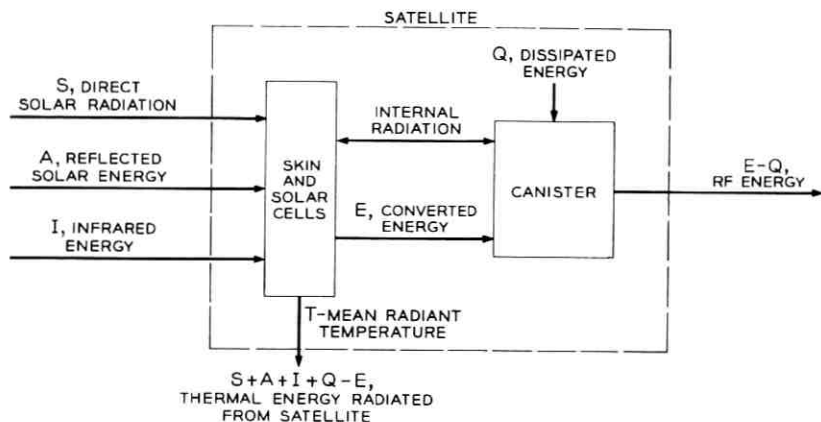 SATELLITE
Q, DISSIPATED
ENERGY
S, DIRECT
SOLAR RADIATION
INTERNAL
RADIATION
A, REFLECTED
SOLAR ENERGY
SKIN
AND
SOLAR
CELLS
CANISTER
E-Q,
RF ENERGY
I, INFRARED
ENERGY
E, CONVERTED
ENERGY
T-MEAN RADIANT
TEMPERATURE
S+A+I+Q-E,
THERMAL ENERGY RADIATED
FROM SATELLITE